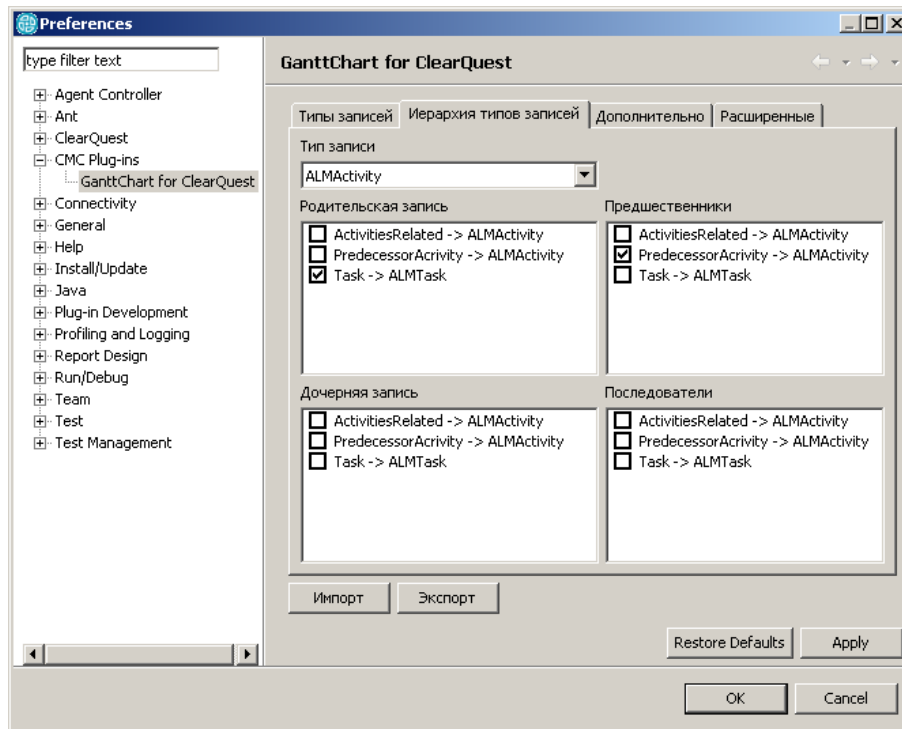 Preferences
type filter text
Agent Controller
Ant
ClearQuest
CMC Plug-ins
GanttChart for ClearQuest
Connectivity
General
Help
Install/Update
Java
Plug-in Development
Profiling and Logging
Report Design
Run/Debug
Team
Test
Test Management
GanttChart for ClearQuest
Типы записей Иерархия типов записей Дополнительно Расширенные
Тип записи
ALMActivity
Родительская запись
ActivitiesRelated -> ALMActivity
PredecessorAcrivity -> ALMActivity
Task -> ALMTask
Предшественники
ActivitiesRelated -> ALMActivity
PredecessorAcrivity -> ALMActivity
Task -> ALMTask
Дочерняя запись
ActivitiesRelated -> ALMActivity
PredecessorAcrivity -> ALMActivity
Task -> ALMTask
Последователи
ActivitiesRelated -> ALMActivity
PredecessorAcrivity -> ALMActivity
Task -> ALMTask
Импорт Экспорт
Restore Defaults Apply
OK Cancel